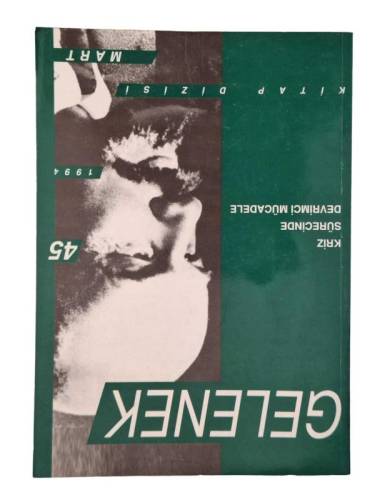 GELENEK
45
KRİZ
SÜRECİNDE
DEVRİMCİ MÜCADELE
1994
KİTAP DİZİSİ
MART